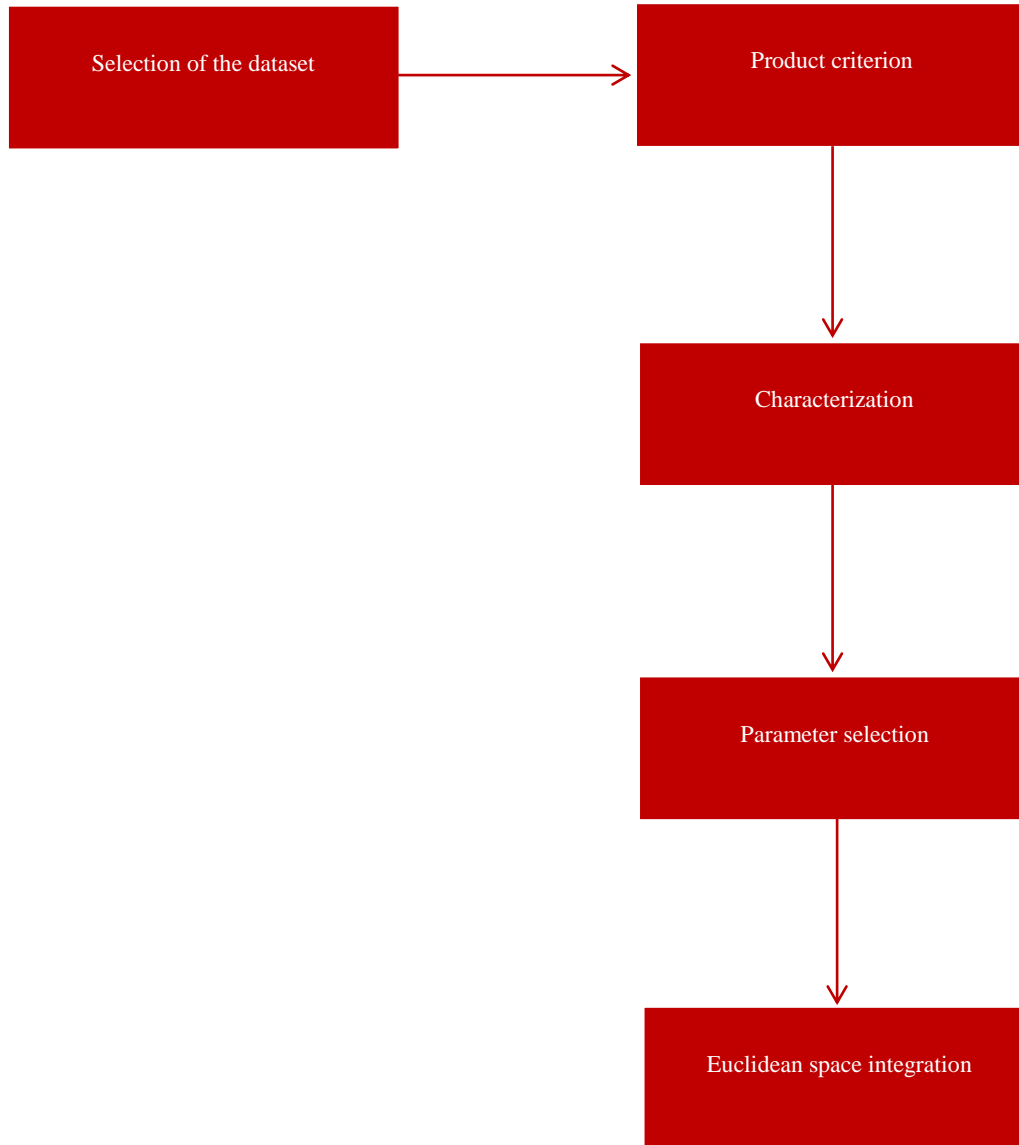 Selection of the dataset
Product criterion
Characterization
Parameter selection
Euclidean space integration